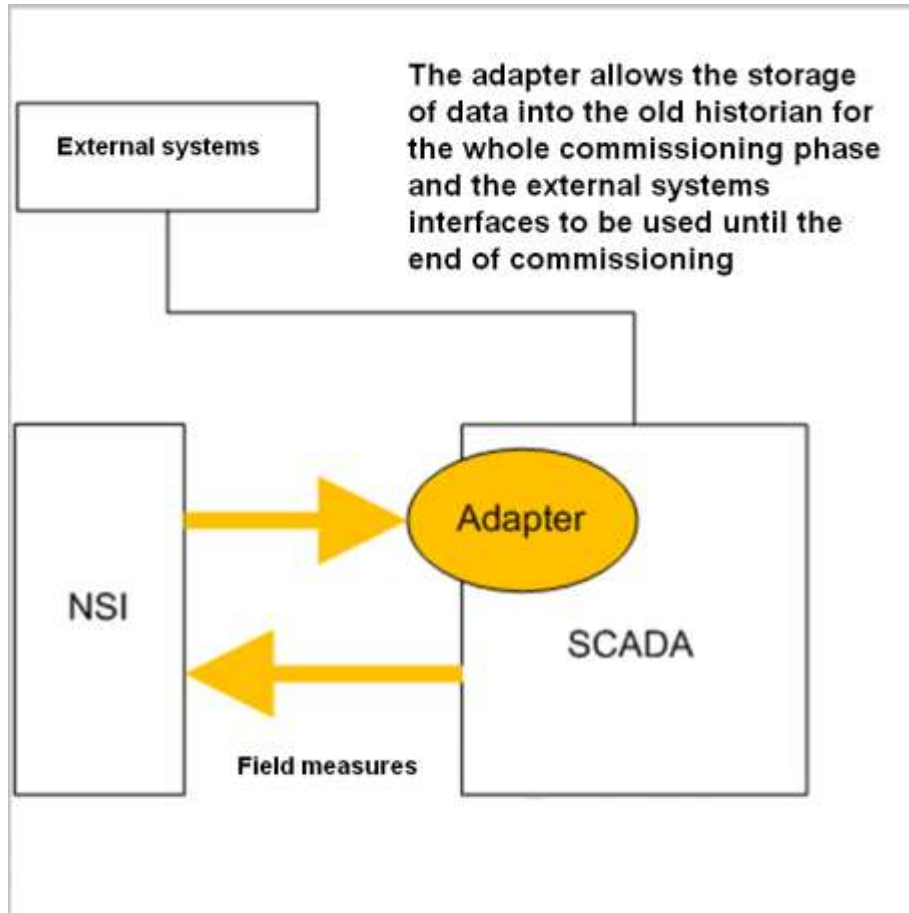 The adapter allows the storage
of data into the old historian for
the whole commissioning phase
and the external systems
interfaces to be used until the
end of commissioning
External systems
Adapter
NSI
SCADA
Field measures